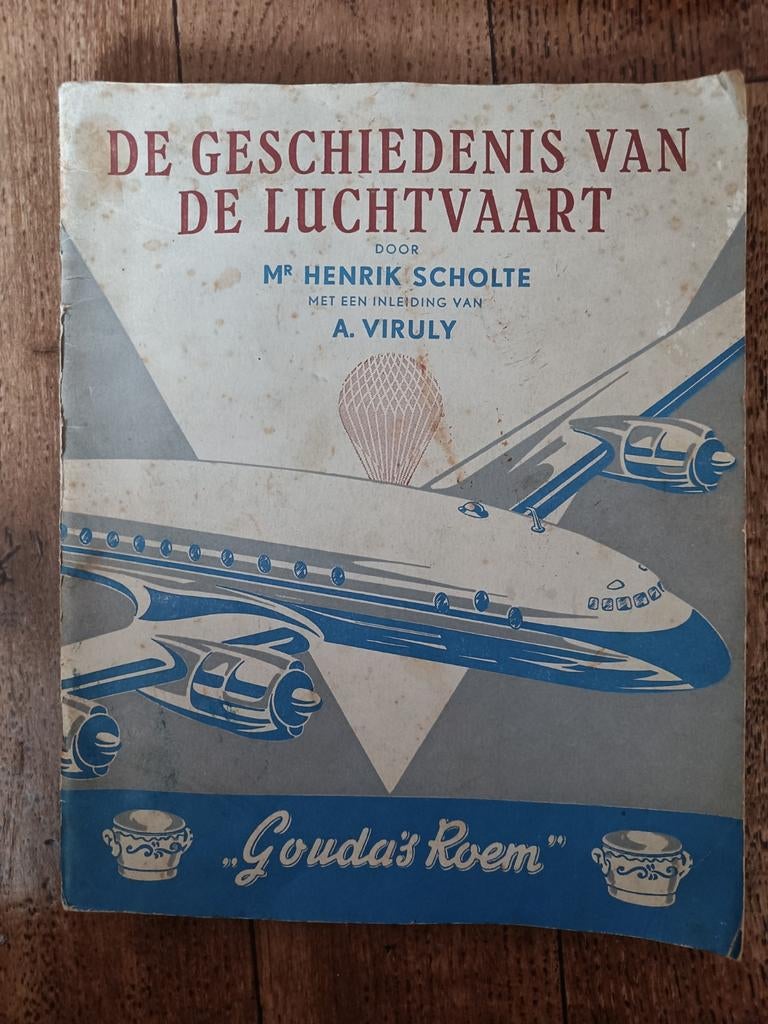 DE GESCHIEDENIS VAN
DE LUCHTVAART
DOOR
MR HENRIK SCHOLTE
MET EEN INLEIDING VAN
A. VIRULY
„Gouda's Roem”